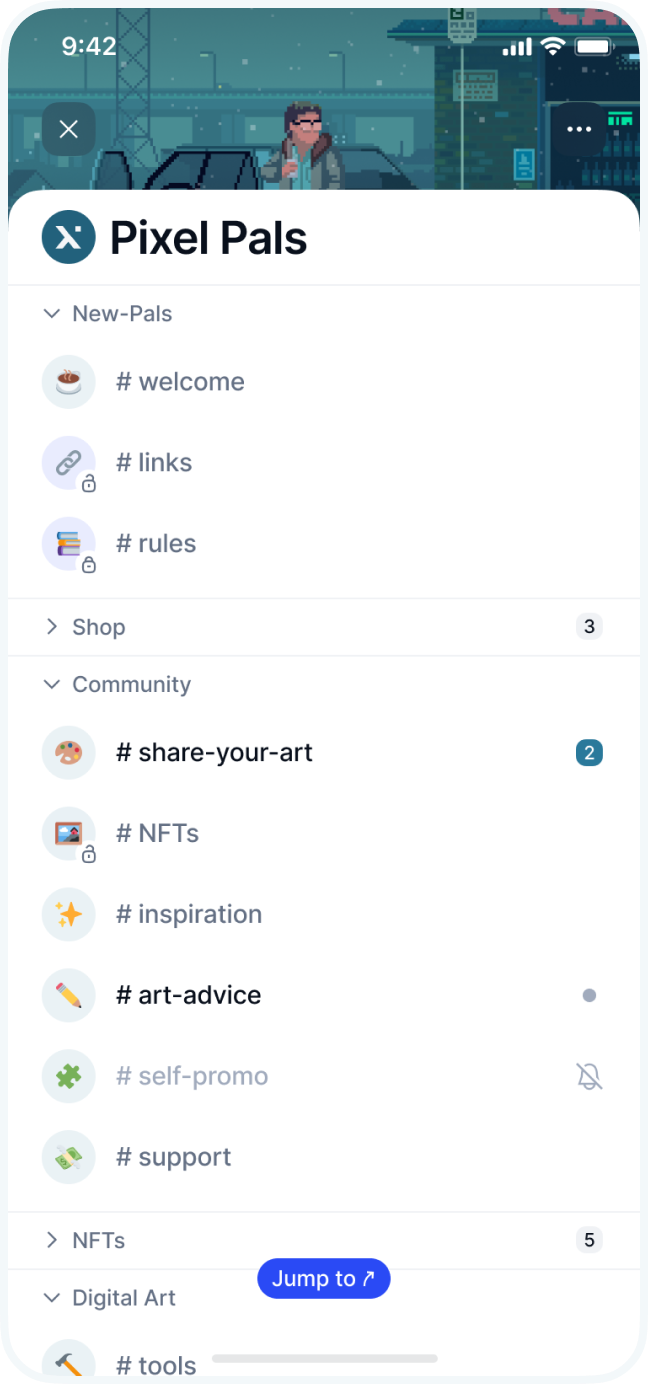 9:42
Pixel Pals
New-Pals
# welcome
# links
# rules
Shop 3
Community
# share-your-art 2
# NFTs
# inspiration
# art-advice
# self-promo
# support
NFTs 5
Jump to
Digital Art
# tools